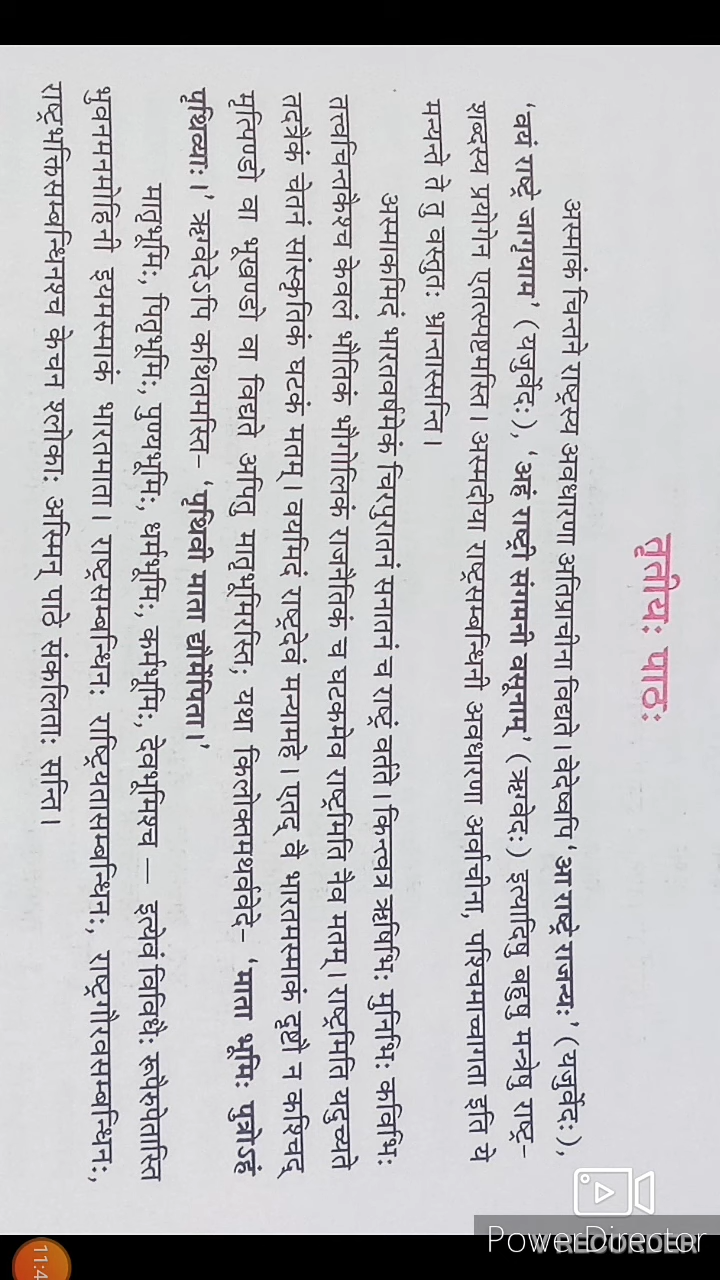 तृतीयः पाठः
अस्माकं चिन्तने राष्ट्रस्य अवधारणा अतिप्राचीना विद्यते। वेदेष्वपि ‘आ राष्ट्रे राजन्यः’ (यजुर्वेदः),
‘वयं राष्ट्रे जागृयाम’ (यजुर्वेदः), ‘अहं राष्ट्री संगमनी वसूनाम्’ (ऋग्वेदः) इत्यादिषु बहुषु मन्त्रेषु राष्ट्र-
शब्दस्य प्रयोगेन एतत्स्पष्टमस्ति। अस्मदीया राष्ट्रसम्बन्धिनी अवधारणा अर्वाचीना, पश्चिमाच्चागता इति ये
मन्यन्ते ते तु वस्तुतः भ्रान्तास्सन्ति।
अस्माकमिदं भारतवर्षमेकं चिरपुरातनं सनातनं च राष्ट्रं वर्तते। किन्त्वत्र ऋषिभिः मुनिभिः कविभिः
तत्त्वचिन्तकैश्च केवलं भौतिकं भौगोलिकं राजनैतिकं च घटकमेव राष्ट्रमिति नैव मतम्। राष्ट्रमिति यदुच्यते
तदत्रैकं चेतनं सांस्कृतिकं घटकं मतम्। वयमिदं राष्ट्रदेवं मन्यामहे। एतद् वै भारतमस्माकं दृष्टौ न कश्चिद्
मृत्पिण्डो वा भूखण्डो वा विद्यते अपितु मातृभूमिरस्ति; यथा किलोक्तमथर्ववेदे– ‘माता भूमिः पुत्रोऽहं
पृथिव्याः।’ ऋग्वेदेऽपि कथितमस्ति– ‘पृथिवी माता द्यौर्मेपिता।’
मातृभूमिः, पितृभूमिः, पुण्यभूमिः, धर्मभूमिः, कर्मभूमिः, देवभूमिश्च — इत्येवं विविधैः रूपैरुपेतास्ति
भुवनमनमोहिनी इयमस्माकं भारतमाता। राष्ट्रसम्बन्धिनः राष्ट्रियतासम्बन्धिनः, राष्ट्रगौरवसम्बन्धिनः,
राष्ट्रभक्तिसम्बन्धिनश्च केचन श्लोकाः अस्मिन् पाठे संकलिताः सन्ति।
RECORDER
PowerDirector
11:4